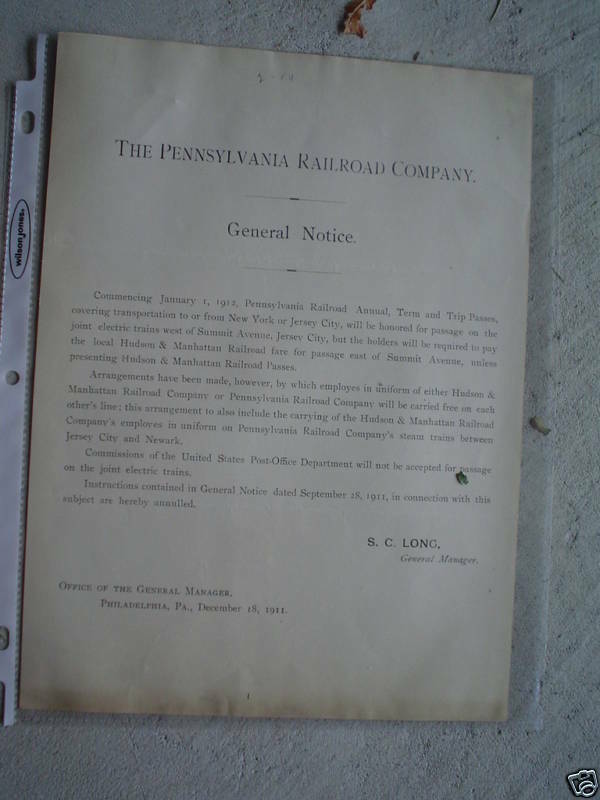 THE PENNSYLVANIA RAILROAD COMPANY.
General Notice.
Commencing January 1, 1912, Pennsylvania Railroad Annual, Term and Trip Passes,
covering transportation to or from New York or Jersey City, will be honored for passage on the
joint electric trains west of Summit Avenue, Jersey City, but the holders will be required to pay
the local Hudson & Manhattan Railroad fare for passage east of Summit Avenue, unless
presenting Hudson & Manhattan Railroad Passes.
Arrangements have been made, however, by which employes in uniform of either Hudson &
Manhattan Railroad Company or Pennsylvania Railroad Company will be carried free on each
other's line; this arrangement to also include the carrying of the Hudson & Manhattan Railroad
Company's employes in uniform on Pennsylvania Railroad Company's steam trains between
Jersey City and Newark.
Commissions of the United States Post-Office Department will not be accepted for passage
on the joint electric trains.
Instructions contained in General Notice dated September 28, 1911, in connection with this
subject are hereby annulled.
S. C. LONG,
General Manager.
OFFICE OF THE GENERAL MANAGER,
PHILADELPHIA, PA., December 18, 1911.
wilson jones
ebY